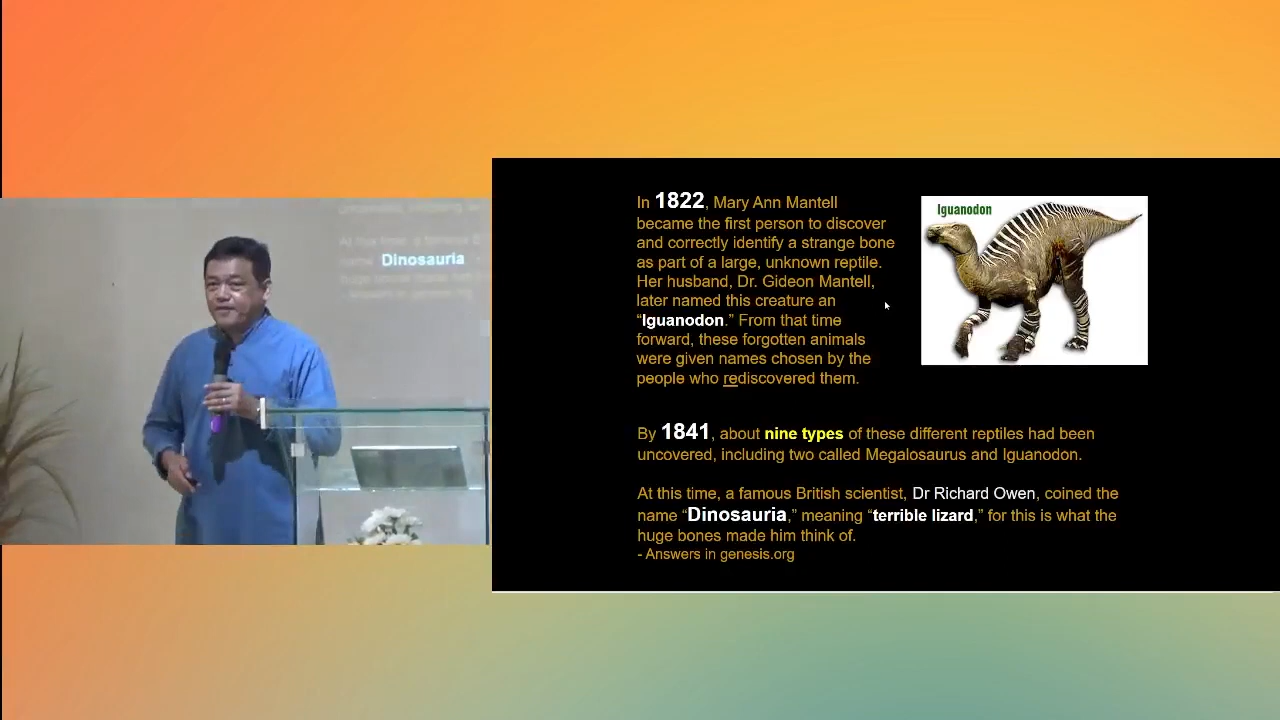 Dinosauria
In 1822, Mary Ann Mantell
became the first person to discover
and correctly identify a strange bone
as part of a large, unknown reptile.
Her husband, Dr. Gideon Mantell,
later named this creature an
“Iguanodon.” From that time
forward, these forgotten animals
were given names chosen by the
people who rediscovered them.
Iguanodon
By 1841, about nine types of these different reptiles had been
uncovered, including two called Megalosaurus and Iguanodon.
At this time, a famous British scientist, Dr Richard Owen, coined the
name “Dinosauria,” meaning “terrible lizard,” for this is what the
huge bones made him think of.
- Answers in genesis.org